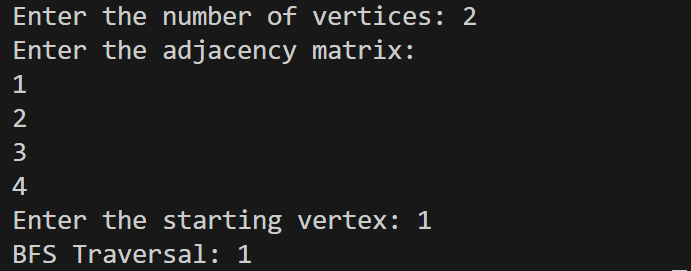 Enter the number of vertices: 2
Enter the adjacency matrix:
1
2
3
4
Enter the starting vertex: 1
BFS Traversal: 1